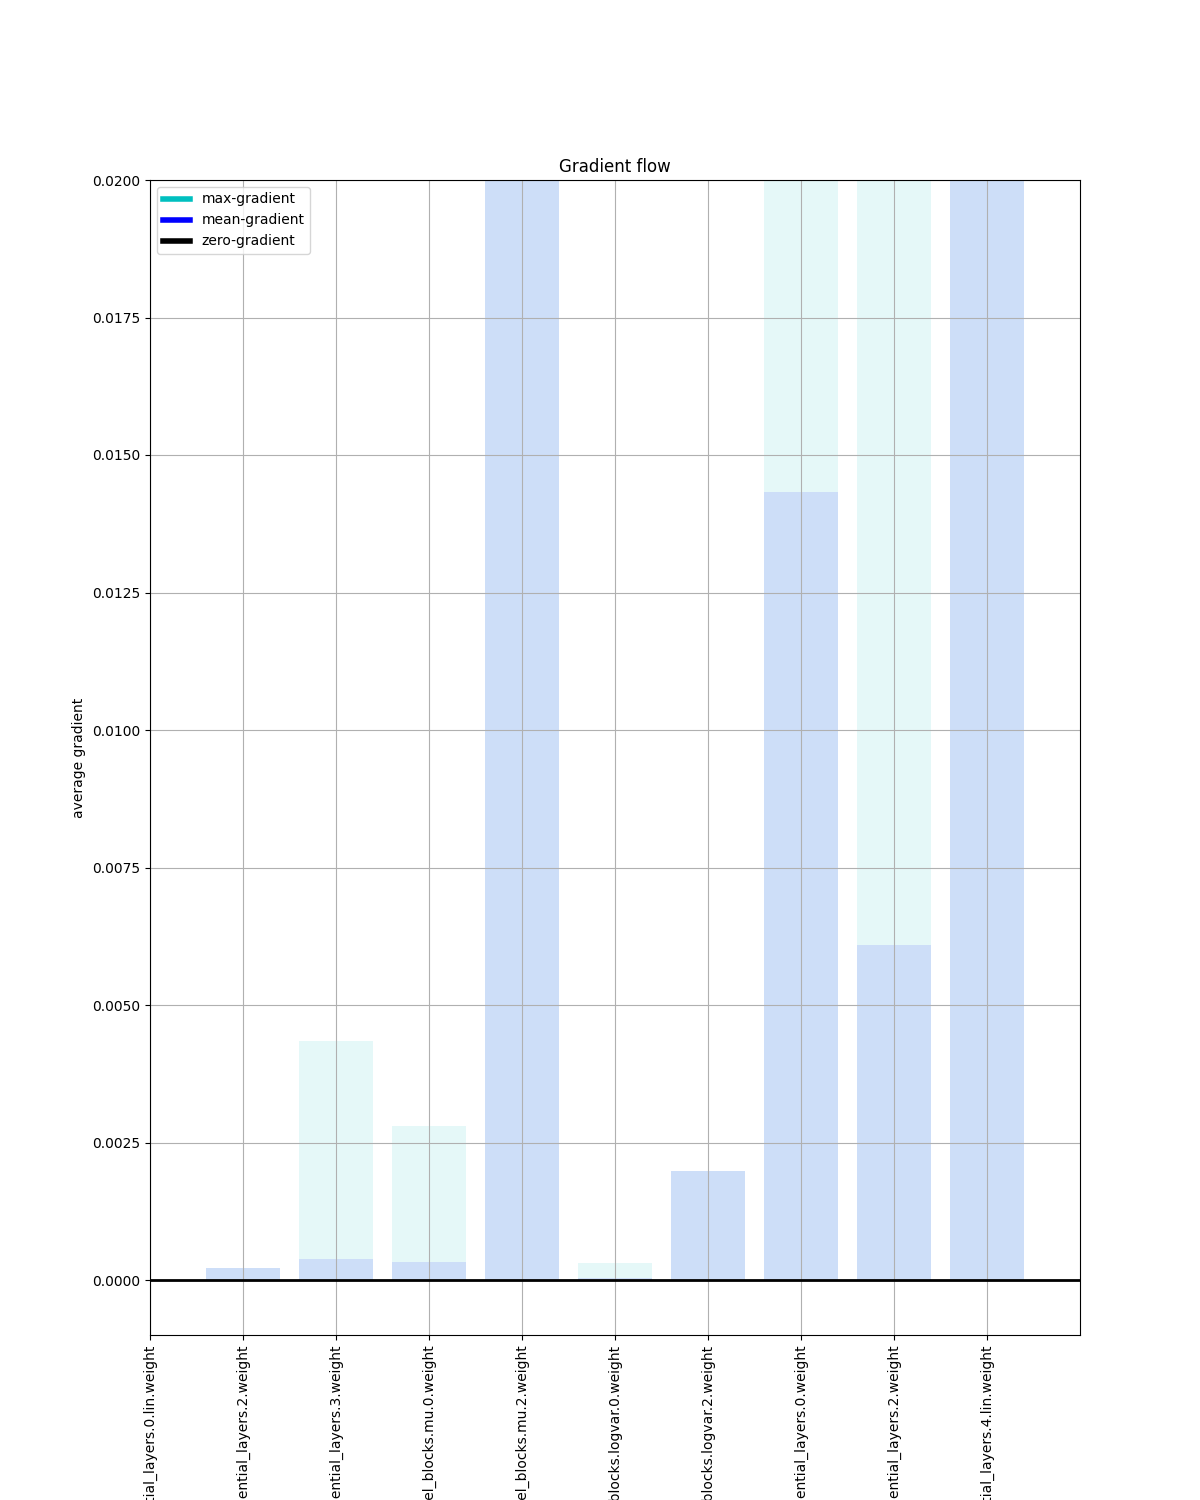 Gradient flow
max-gradient
mean-gradient
zero-gradient
average gradient
0.0200
0.0175
0.0150
0.0125
0.0100
0.0075
0.0050
0.0025
0.0000
tial_layers.0.lin.weight
ential_layers.2.weight
ential_layers.3.weight
el_blocks.mu.0.weight
el_blocks.mu.2.weight
blocks.logvar.0.weight
blocks.logvar.2.weight
ential_layers.0.weight
ential_layers.2.weight
tial_layers.4.lin.weight